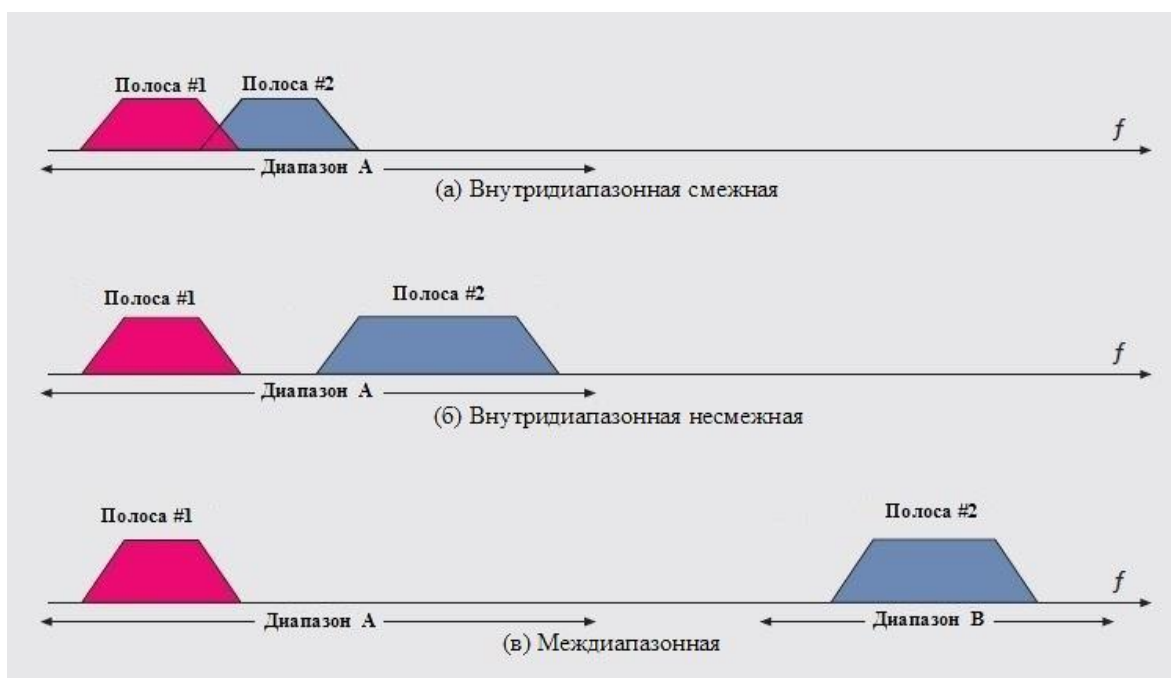 Полоса #1
Полоса #2
f
Диапазон А
(а) Внутридиапазонная смежная
Полоса #1
Полоса #2
f
Диапазон А
(б) Внутридиапазонная несмежная
Полоса #1
Полоса #2
f
Диапазон А
Диапазон В
(в) Междиапазонная